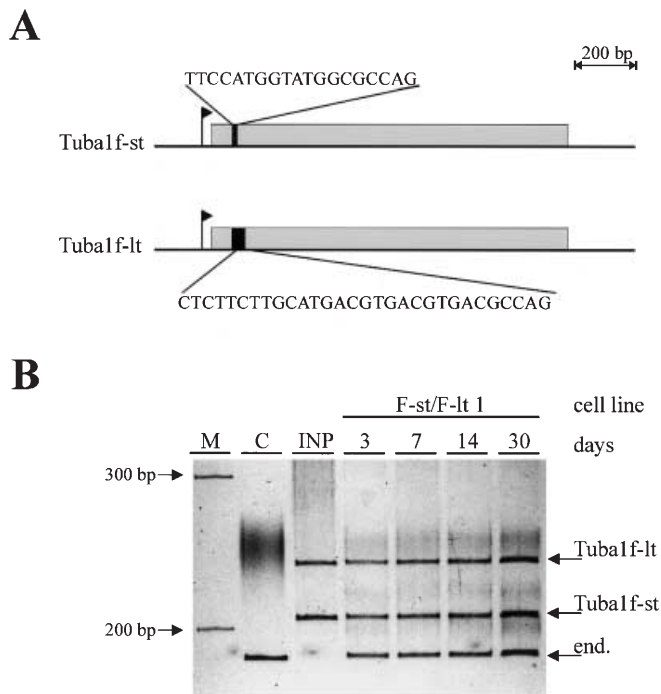 A
TTCCATGGTATGGCGCCAG
200 bp
Tuba1f-st
Tuba1f-lt
CTCTTCTTGCATGACGTGACGTGACGCCAG
B
F-st/F-lt 1 cell line
M C INP 3 7 14 30 days
300 bp
Tuba1f-lt
Tuba1f-st
200 bp
end.